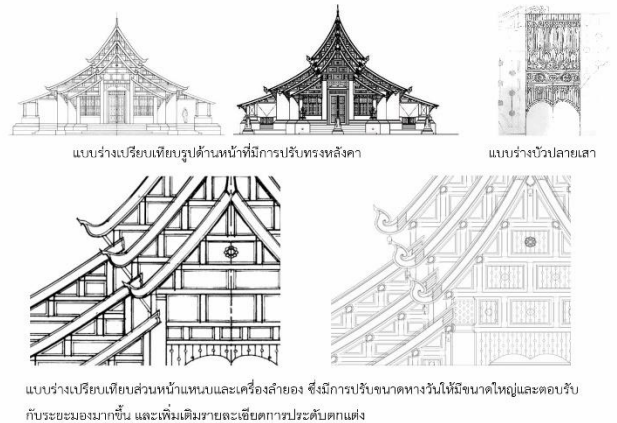 แบบร่างเปรียบเทียบรูปด้านหน้าที่มีการปรับทรงหลังคา
แบบร่างบัวปลายเสา
แบบร่างเปรียบเทียบส่วนหน้าแหนบและเครื่องลำยอง ซึ่งมีการปรับขนาดหางวันให้มีขนาดใหญ่และตอบรับ
กับระยะมองมากขึ้น และเพิ่มเติมรายละเอียดการประดับตกแต่ง